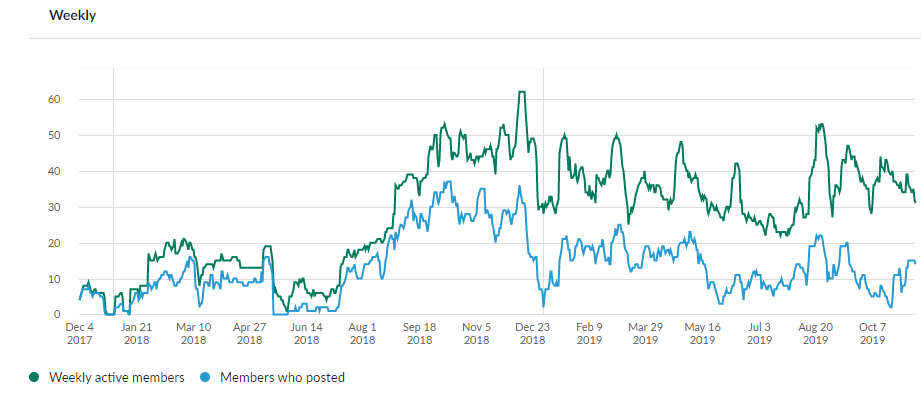 Weekly
60
50
40
30
20
10
0
Dec 4 Jan 21 Mar 10 Apr 27 Jun 14 Aug 1 Sep 18 Nov 5 Dec 23 Feb 9 Mar 29 May 16 Jul 3 Aug 20 Oct 7
2017 2018 2018 2018 2018 2018 2018 2018 2018 2019 2019 2019 2019 2019 2019
Weekly active members Members who posted